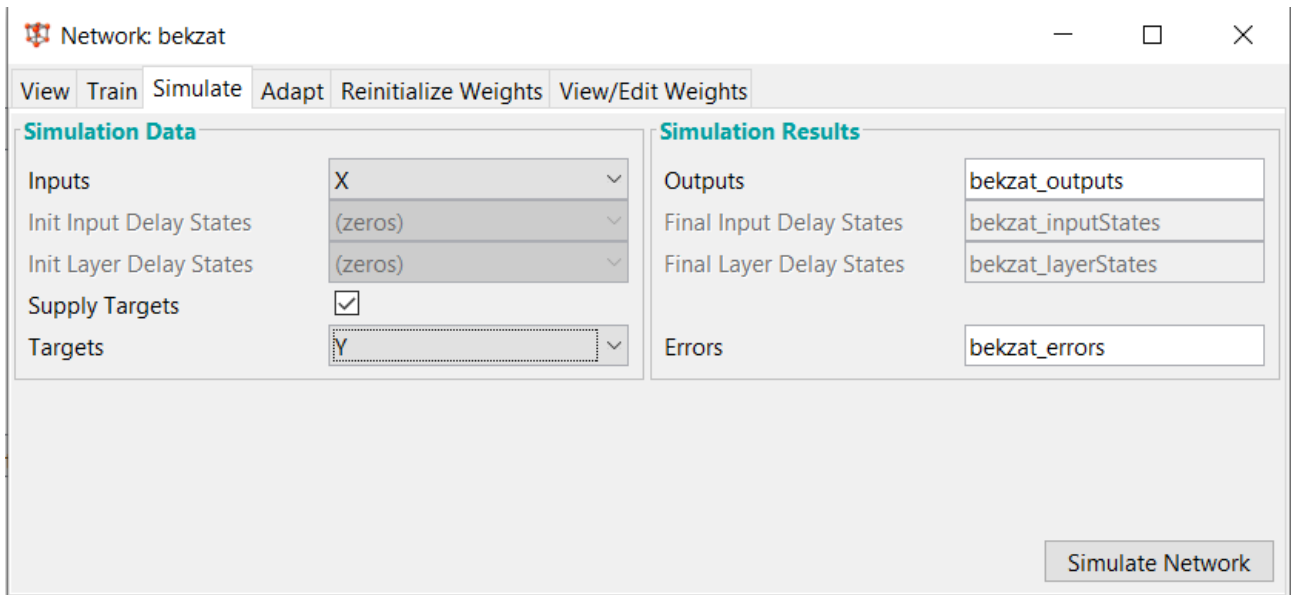 Network: bekzat
View Train Simulate Adapt Reinitialize Weights View/Edit Weights
Simulation Data
Inputs X
Init Input Delay States (zeros)
Init Layer Delay States (zeros)
Supply Targets
Targets Y
Simulation Results
Outputs bekzat_outputs
Final Input Delay States bekzat_inputStates
Final Layer Delay States bekzat_layerStates
Errors bekzat_errors
Simulate Network